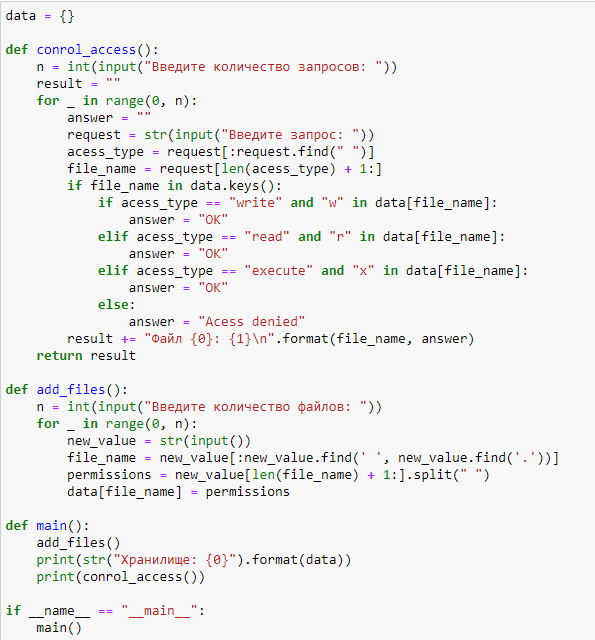 data = {}

def conrol_access():
    n = int(input("Введите количество запросов: "))
    result = ""
    for _ in range(0, n):
        answer = ""
        request = str(input("Введите запрос: "))
        acess_type = request[:request.find(" ")]
        file_name = request[len(acess_type) + 1:]
        if file_name in data.keys():
            if acess_type == "write" and "w" in data[file_name]:
                answer = "OK"
            elif acess_type == "read" and "r" in data[file_name]:
                answer = "OK"
            elif acess_type == "execute" and "x" in data[file_name]:
                answer = "OK"
            else:
                answer = "Acess denied"
        result += "Файл {0}: {1}\n".format(file_name, answer)
    return result

def add_files():
    n = int(input("Введите количество файлов: "))
    for _ in range(0, n):
        new_value = str(input())
        file_name = new_value[:new_value.find(' ', new_value.find('.'))]
        permissions = new_value[len(file_name) + 1:].split(" ")
        data[file_name] = permissions

def main():
    add_files()
    print(str("Хранилище: {0}").format(data))
    print(conrol_access())

if __name__ == "__main__":
    main()